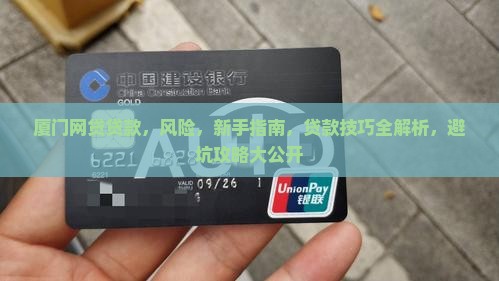 中国建设银行
China Construction Bank
GOLD
厦门网贷贷款，风险，新手指南，贷款技巧全解析，避
坑攻略大公开
AUTO
6221
VALID
THRU
09/26 1
UnionPay
银联